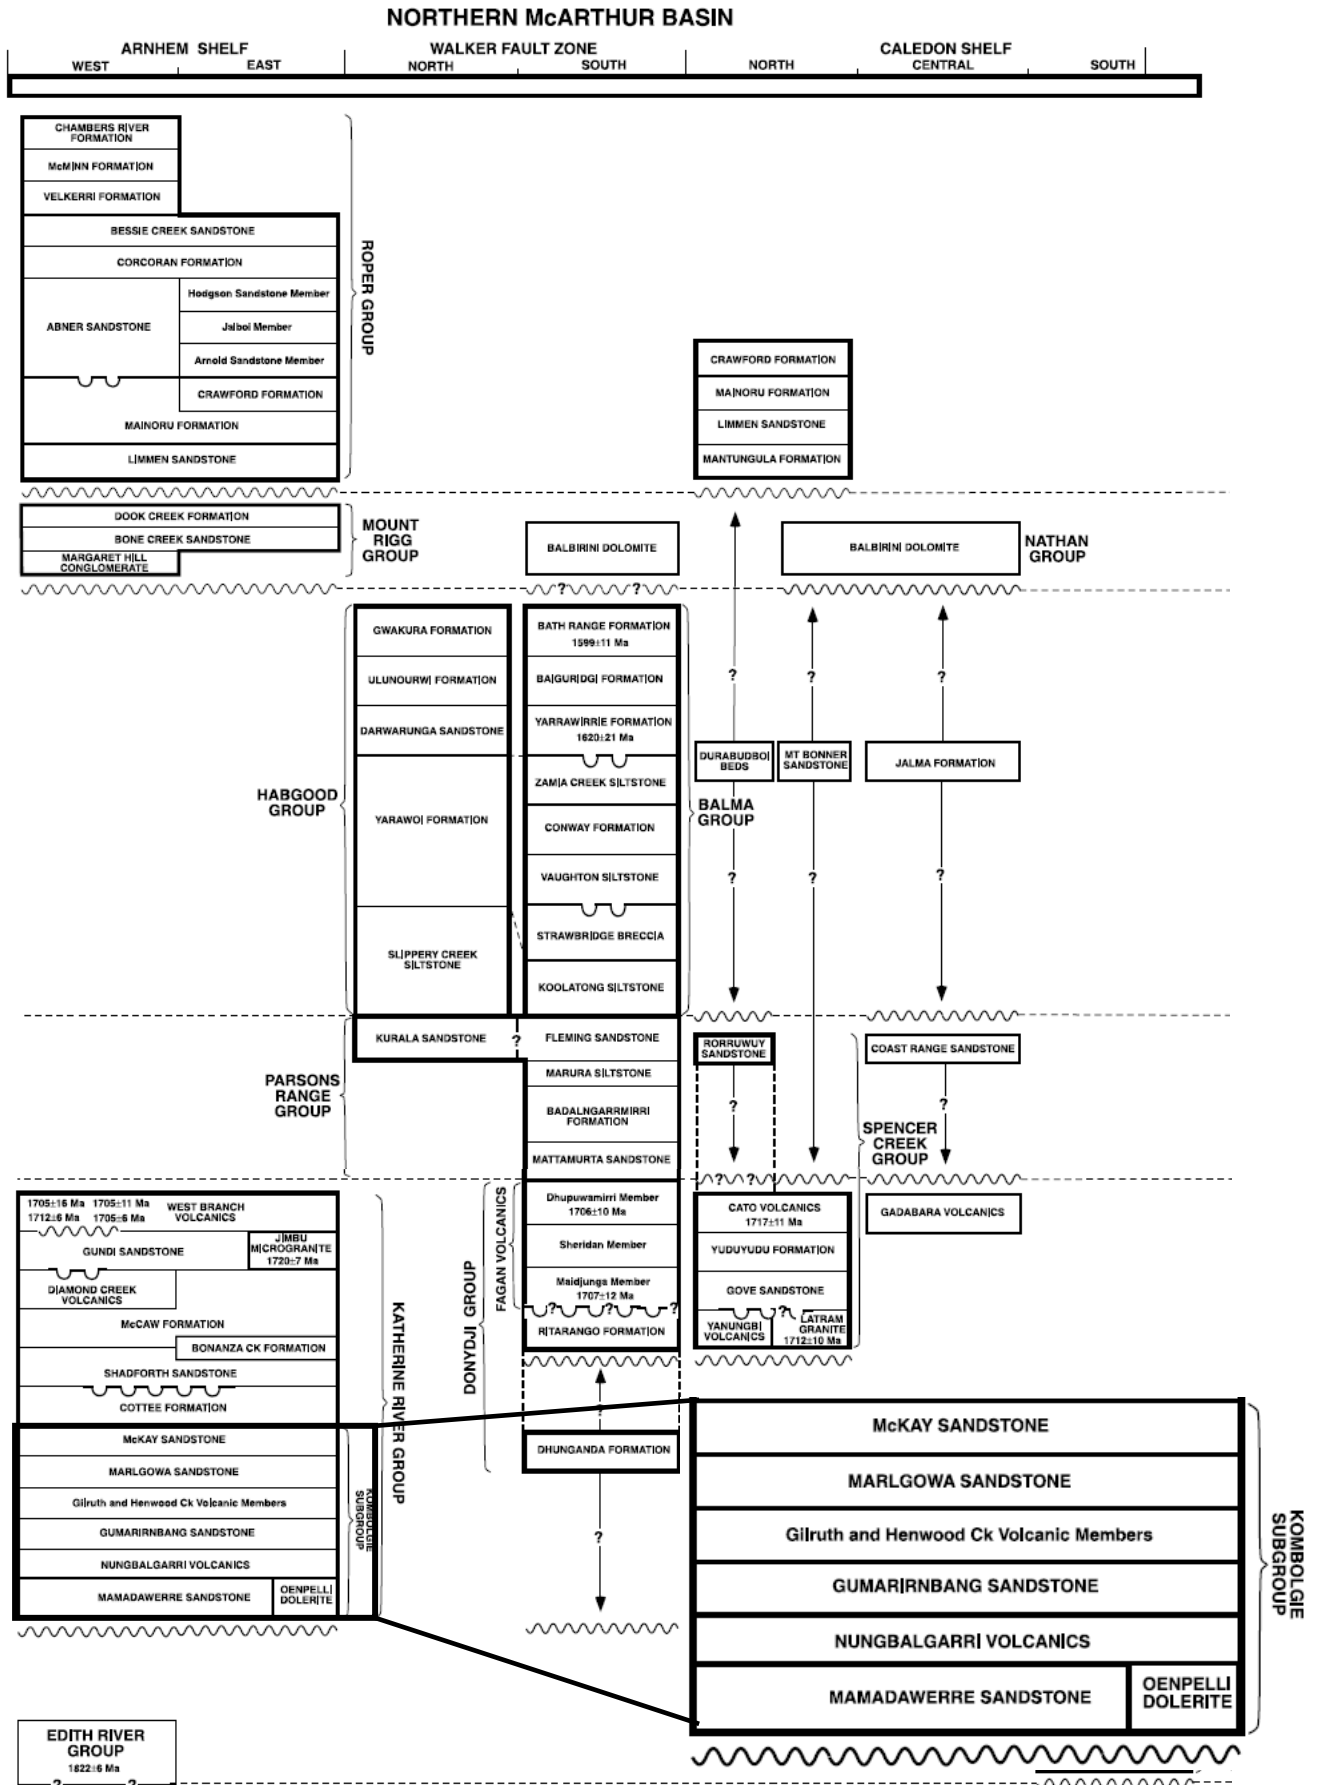 NORTHERN McARTHUR BASIN
ARNHEM SHELF
WALKER FAULT ZONE
CALEDON SHELF
WEST
EAST
NORTH
SOUTH
NORTH
CENTRAL
SOUTH
CHAMBERS RIVER
FORMATION
McMINN FORMATION
VELKERRI FORMATION
BESSIE CREEK SANDSTONE
CORCORAN FORMATION
ABNER SANDSTONE
Hodgson Sandstone Member
Jalboi Member
Arnold Sandstone Member
CRAWFORD FORMATION
MAINORU FORMATION
LIMMEN SANDSTONE
ROPER GROUP
CRAWFORD FORMATION
MAINORU FORMATION
LIMMEN SANDSTONE
MANTUNGULA FORMATION
DOOK CREEK FORMATION
BONE CREEK SANDSTONE
MARGARET HILL
CONGLOMERATE
MOUNT
RIGG
GROUP
BALBIRINI DOLOMITE
BALBIRINI DOLOMITE
NATHAN
GROUP
? ?
HABGOOD
GROUP
GWAKURA FORMATION
ULUNOURWI FORMATION
DARWARUNGA SANDSTONE
YARAWOI FORMATION
SLIPPERY CREEK
SILTSTONE
BATH RANGE FORMATION
1599±11 Ma
BAIGURIDGI FORMATION
YARRAWIRRIE FORMATION
1620±21 Ma
ZAMIA CREEK SILTSTONE
CONWAY FORMATION
VAUGHTON SILTSTONE
STRAWBRIDGE BRECCIA
KOOLATONG SILTSTONE
BALMA
GROUP
? ? ?
DURABUDBOI
BEDS
MT BONNER
SANDSTONE
JALMA FORMATION
? ? ?
PARSONS
RANGE
GROUP
KURALA SANDSTONE
?
FLEMING SANDSTONE
MARURA SILTSTONE
BADALNGARRMIRRI
FORMATION
MATTAMURTA SANDSTONE
RORRUWUY
SANDSTONE
?
COAST RANGE SANDSTONE
?
SPENCER
CREEK
GROUP
? ?
1705±16 Ma 1705±11 Ma
1712±6 Ma 1705±6 Ma
WEST BRANCH
VOLCANICS
GUNDI SANDSTONE
JIMBU
MICROGRANITE
1720±7 Ma
DIAMOND CREEK
VOLCANICS
McCAW FORMATION
BONANZA CK FORMATION
SHADFORTH SANDSTONE
COTTEE FORMATION
McKAY SANDSTONE
MARLGOWA SANDSTONE
Gilruth and Henwood Ck Volcanic Members
GUMARIRNBANG SANDSTONE
NUNGBALGARRI VOLCANICS
MAMADAWERRE SANDSTONE
OENPELLI
DOLERITE
KOMBOLGIE
SUBGROUP
KATHERINE RIVER GROUP
DONYDJI GROUP
FAGAN VOLCANICS
Dhupuwamirri Member
1706±10 Ma
Sheridan Member
Maidjunga Member
1707±12 Ma
? ? ?
RITARANGO FORMATION
?
DHUNGANDA FORMATION
?
CATO VOLCANICS
1717±11 Ma
YUDUYUDU FORMATION
GOVE SANDSTONE
?
YANUNGBI
VOLCANICS
LATRAM
GRANITE
1712±10 Ma
GADABARA VOLCANICS
McKAY SANDSTONE
MARLGOWA SANDSTONE
Gilruth and Henwood Ck Volcanic Members
GUMARIRNBANG SANDSTONE
NUNGBALGARRI VOLCANICS
MAMADAWERRE SANDSTONE
OENPELLI
DOLERITE
KOMBOLGIE
SUBGROUP
EDITH RIVER
GROUP
1822±6 Ma
? ?